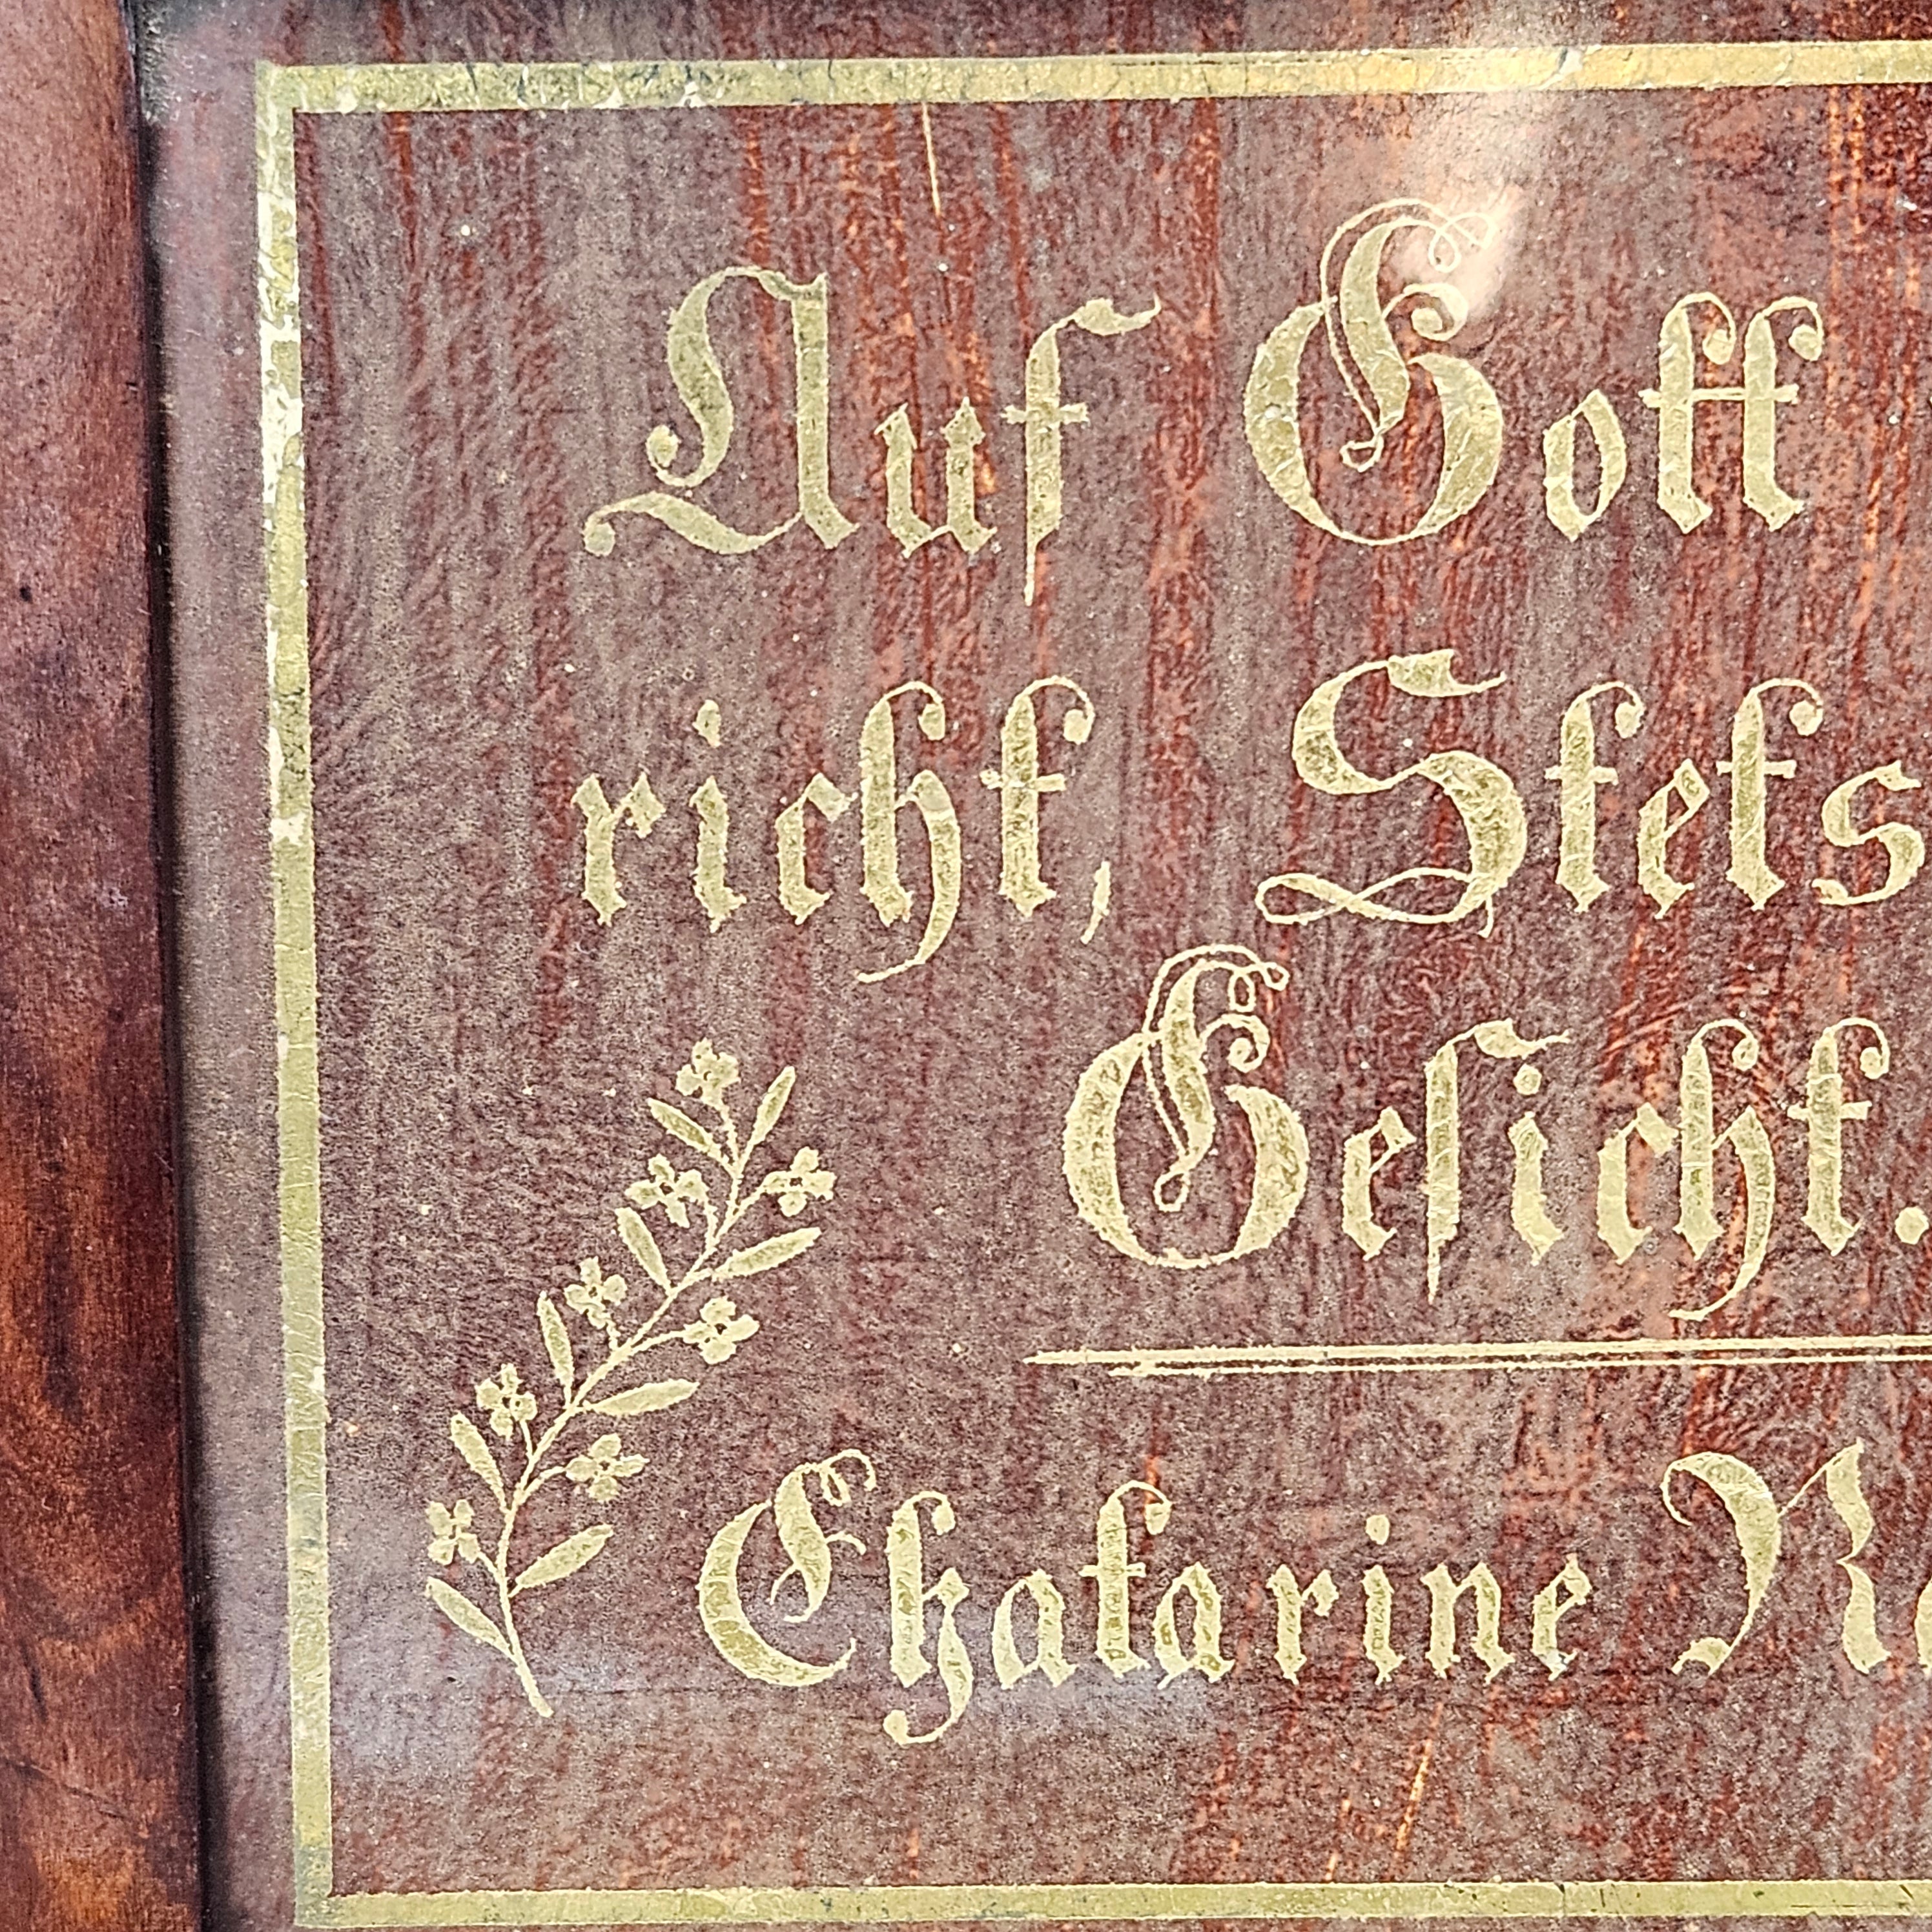 Auf Gott
richt, Stets
Geſicht.
Chatarine